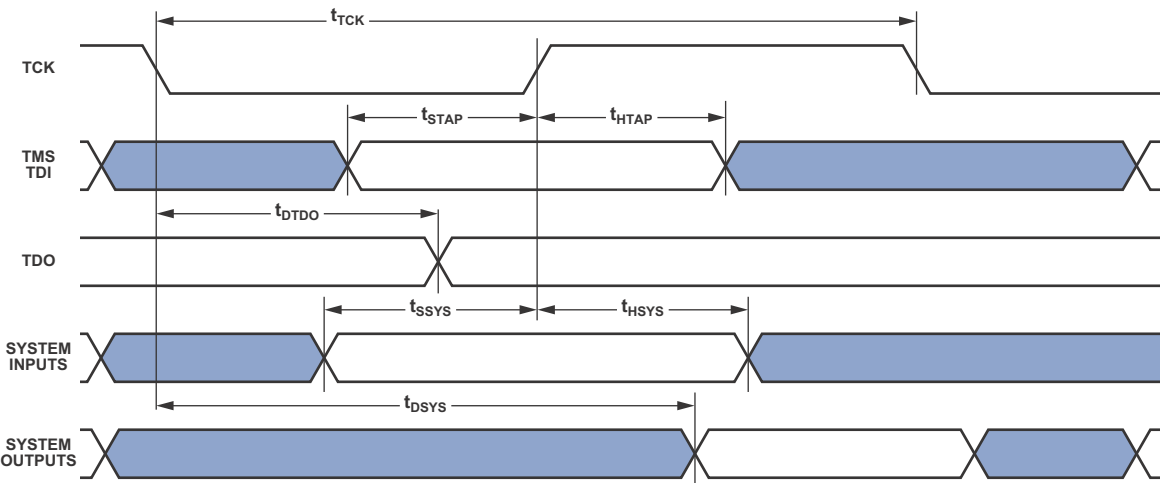 tTCK
TCK
tSTAP
tHTAP
TMS
TDI
tDTDO
TDO
tSSYS
tHSYS
SYSTEM
INPUTS
tDSYS
SYSTEM
OUTPUTS